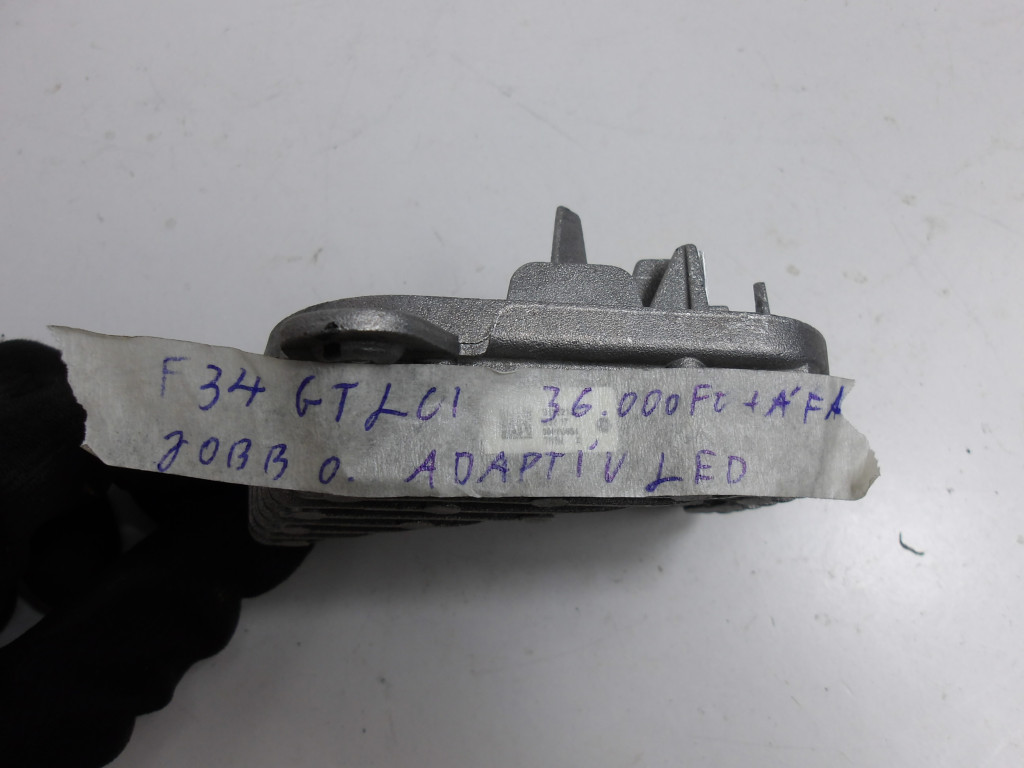 F34 GT LCI 36.000Ft + ÁFA
JOBB O. ADAPTÍV LED